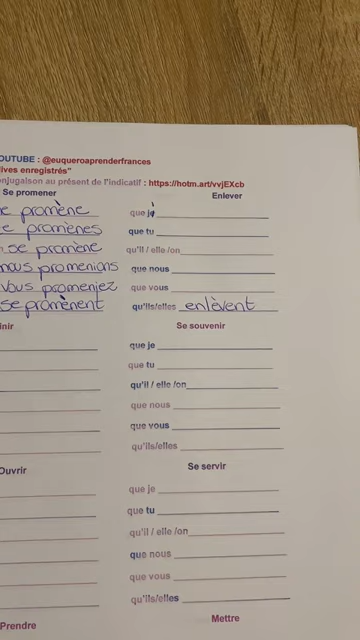 OUTUBE : @euqueroaprenderfrances
lives enregistrés"
onjugaison au présent de l'indicatif : https://hotm.art/vvjEXcb
Se promener
Enlever
e promène
que je
e promènes
que tu
se promène
qu'il / elle /on
nous promenions
que nous
vous promeniez
que vous
se promènent
qu'ils/elles enlèvent
inir
Se souvenir
que je
que tu
qu'il / elle /on
que nous
que vous
qu'ils/elles
Ouvrir
Se servir
que je
que tu
qu'il / elle /on
que nous
que vous
qu'ils/elles
Prendre
Mettre